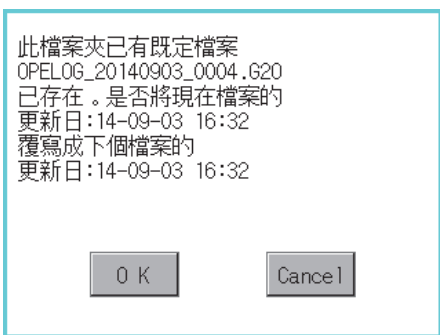 此檔案夾已有既定檔案
OPELOG_20140903_0004.G2O
已存在。是否將現在檔案的
更新日:14-09-03 16:32
覆寫成下個檔案的
更新日:14-09-03 16:32
OK Cancel